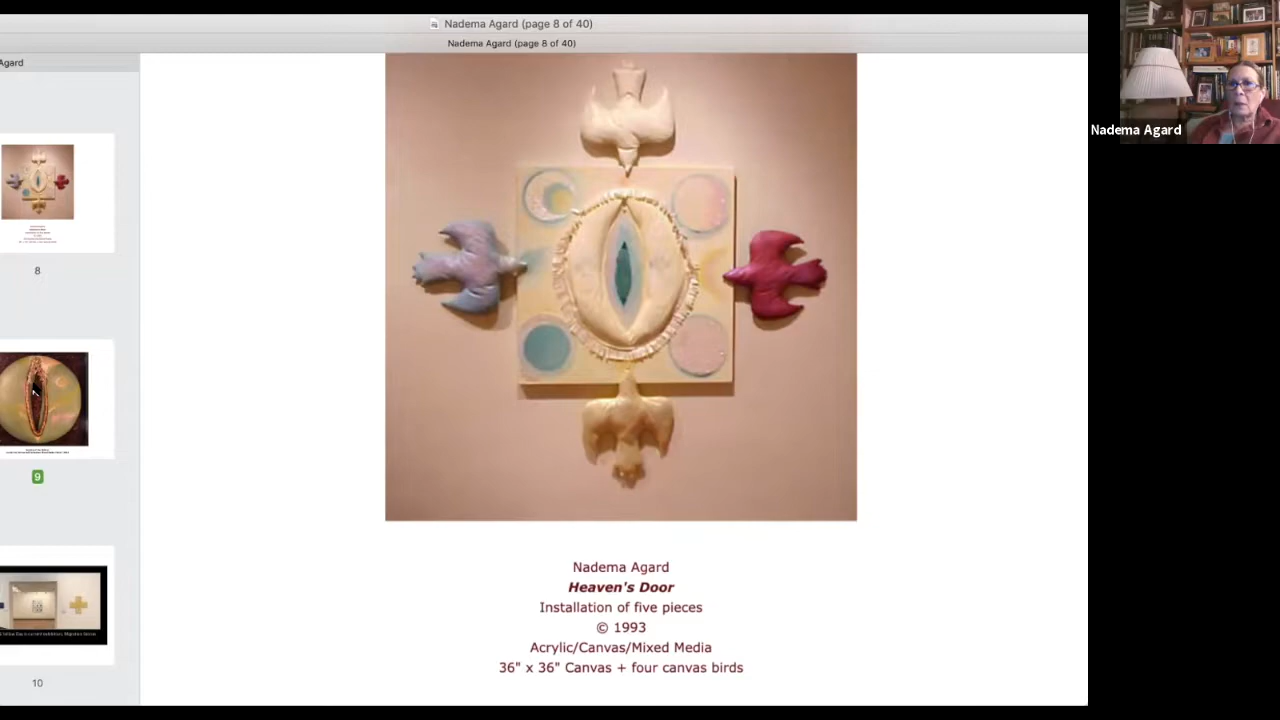 Nadema Agard (page 8 of 40)
Nadema Agard (page 8 of 40)
Agard
8
9
10
Nadema Agard
Heaven's Door
Installation of five pieces
© 1993
Acrylic/Canvas/Mixed Media
36" x 36" Canvas + four canvas birds
Nadema Agard